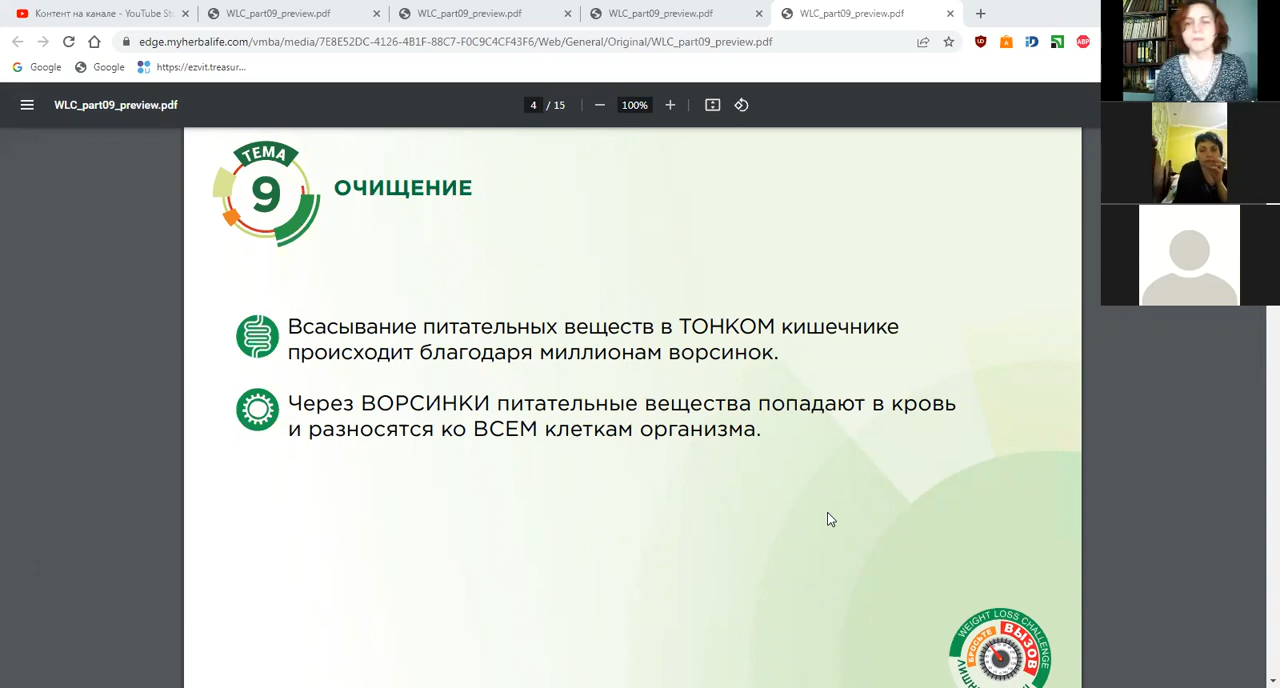 Контент на канале - YouTube St
WLC_part09_preview.pdf
WLC_part09_preview.pdf
WLC_part09_preview.pdf
WLC_part09_preview.pdf
edge.myherbalife.com/vmba/media/7E8E52DC-4126-4B1F-88C7-F0C9C4CF43F6/Web/General/Original/WLC_part09_preview.pdf
ABP
Google
Google
https://ezvit.treasur...
WLC_part09_preview.pdf
4 / 15
100%
ТЕМА
9
ОЧИЩЕНИЕ
Всасывание питательных веществ в ТОНКОМ кишечнике
происходит благодаря миллионам ворсинок.
Через ВОРСИНКИ питательные вещества попадают в кровь
и разносятся ко ВСЕМ клеткам организма.
WEIGHT LOSS CHALLENGE
БРОСЬТЕ
ВЫЗОВ